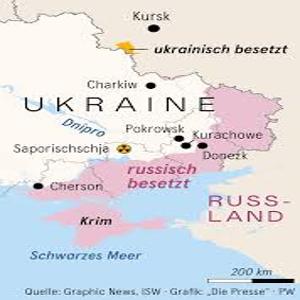 Kursk
ukrainisch besetzt
Charkiw
UKRAINE
Dnipro
Pokrowsk
Kurachowe
Saporischschja
Donezk
russisch
besetzt
Cherson
RUSS-
LAND
Krim
Schwarzes Meer
200 km
Quelle: Graphic News, ISW · Grafik: „Die Presse“ · PW